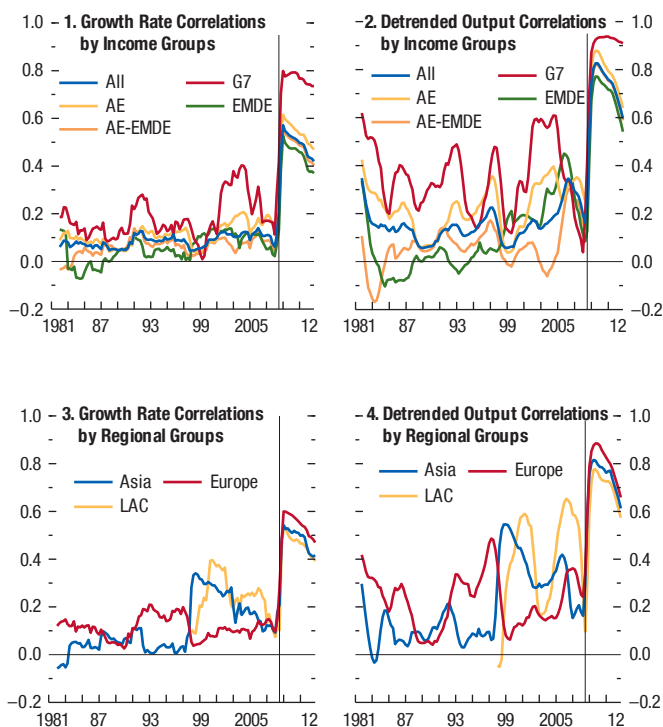 1. Growth Rate Correlations
by Income Groups
All
G7
AE
EMDE
AE-EMDE
1.0
0.8
0.6
0.4
0.2
0.0
−0.2
1981
87
93
99
2005
12
2. Detrended Output Correlations
by Income Groups
All
G7
AE
EMDE
AE-EMDE
1.0
0.8
0.6
0.4
0.2
0.0
−0.2
1981
87
93
99
2005
12
3. Growth Rate Correlations
by Regional Groups
Asia
Europe
LAC
1.0
0.8
0.6
0.4
0.2
0.0
−0.2
1981
87
93
99
2005
12
4. Detrended Output Correlations
by Regional Groups
Asia
Europe
LAC
1.0
0.8
0.6
0.4
0.2
0.0
−0.2
1981
87
93
99
2005
12